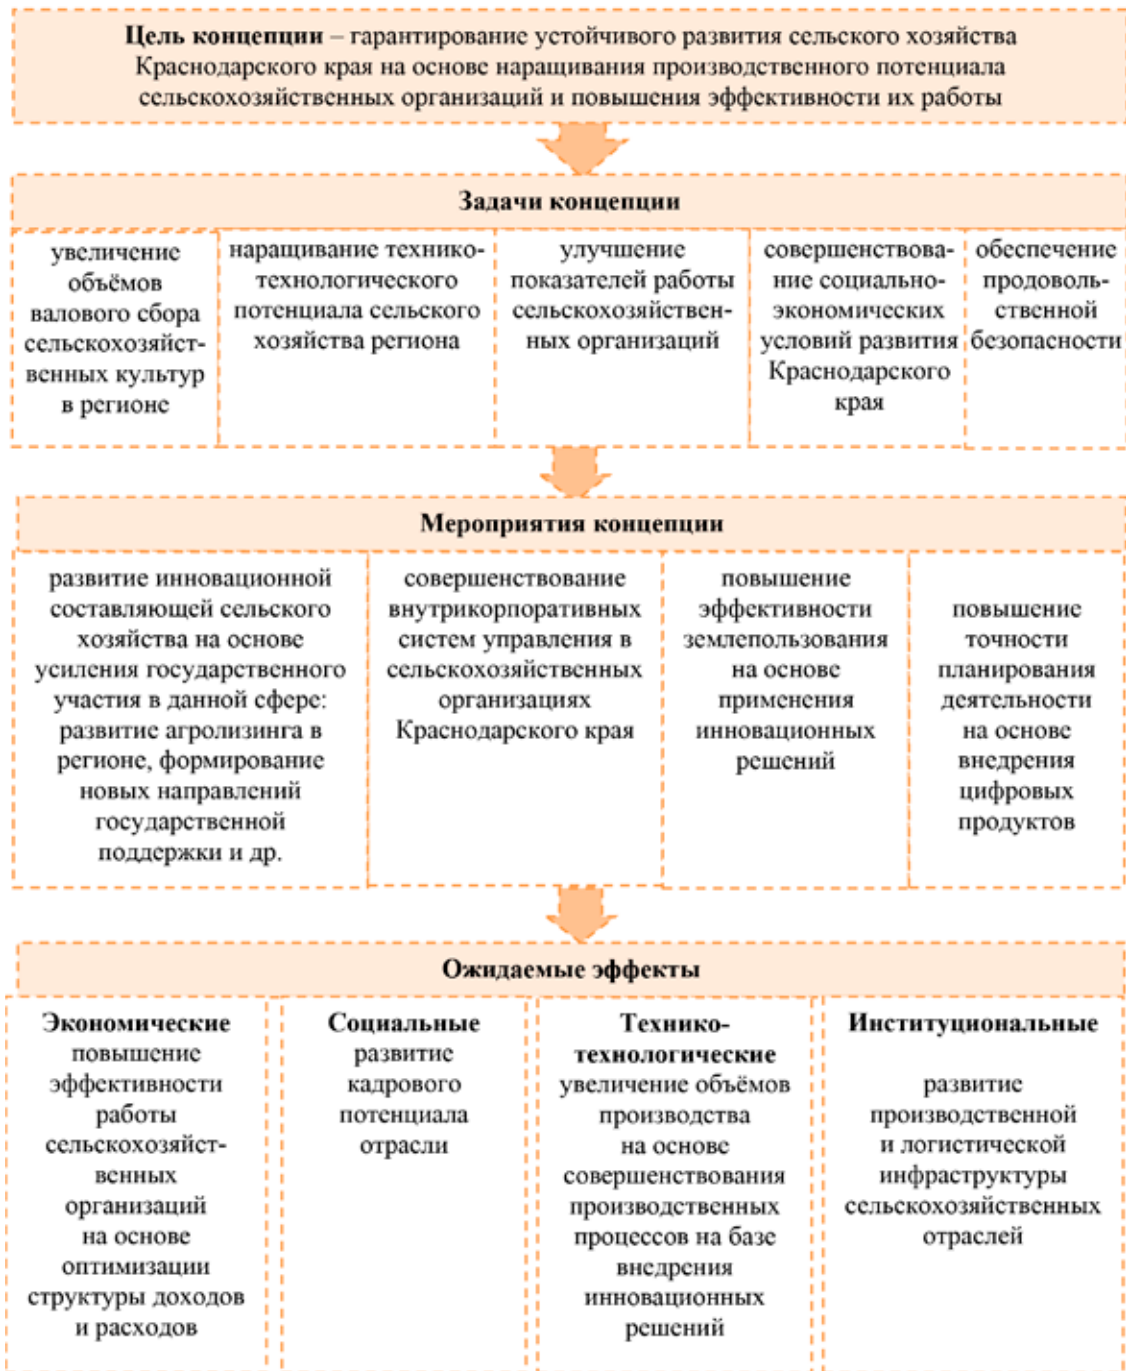 Цель концепции – гарантирование устойчивого развития сельского хозяйства
Краснодарского края на основе наращивания производственного потенциала
сельскохозяйственных организаций и повышения эффективности их работы
Задачи концепции
увеличение
объёмов
валового сбора
сельскохозяйст-
венных культур
в регионе
наращивание технико-
технологического
потенциала сельского
хозяйства региона
улучшение
показателей работы
сельскохозяйствен-
ных организаций
совершенствова-
ние социально-
экономических
условий развития
Краснодарского
края
обеспечение
продоволь-
ственной
безопасности
Мероприятия концепции
развитие инновационной
составляющей сельского
хозяйства на основе
усиления государственного
участия в данной сфере:
развитие агролизинга в
регионе, формирование
новых направлений
государственной
поддержки и др.
совершенствование
внутрикорпоративных
систем управления в
сельскохозяйственных
организациях
Краснодарского края
повышение
эффективности
землепользования
на основе
применения
инновационных
решений
повышение
точности
планирования
деятельности
на основе
внедрения
цифровых
продуктов
Ожидаемые эффекты
Экономические
повышение
эффективности
работы
сельскохозяйст-
венных
организаций
на основе
оптимизации
структуры доходов
и расходов
Социальные
развитие
кадрового
потенциала
отрасли
Технико-
технологические
увеличение объёмов
производства
на основе
совершенствования
производственных
процессов на базе
внедрения
инновационных
решений
Институциональные
развитие
производственной
и логистической
инфраструктуры
сельскохозяйственных
отраслей